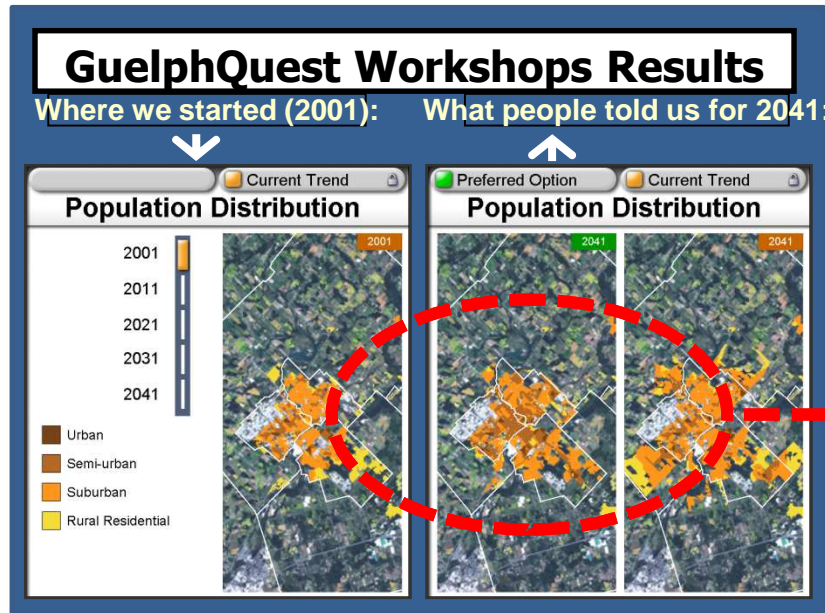 GuelphQuest Workshops Results
Where we started (2001):
What people told us for 2041:
Current Trend
Population Distribution
2001
2011
2021
2031
2041
Urban
Semi-urban
Suburban
Rural Residential
2001
Preferred Option
Current Trend
Population Distribution
2041
2041